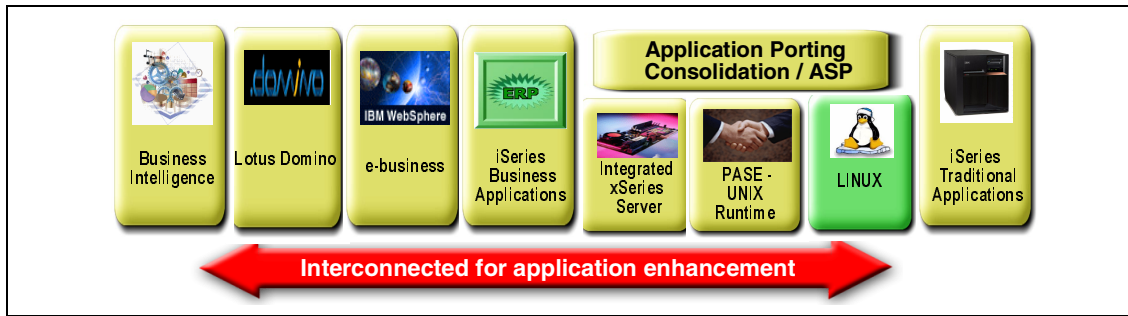 Business
Intelligence
.domino
Lotus Domino
IBM WebSphere
e-business
ERP
iSeries
Business
Applications
Application Porting
Consolidation / ASP
Integrated
xSeries
Server
PASE -
UNIX
Runtime
LINUX
iSeries
Traditional
Applications
Interconnected for application enhancement